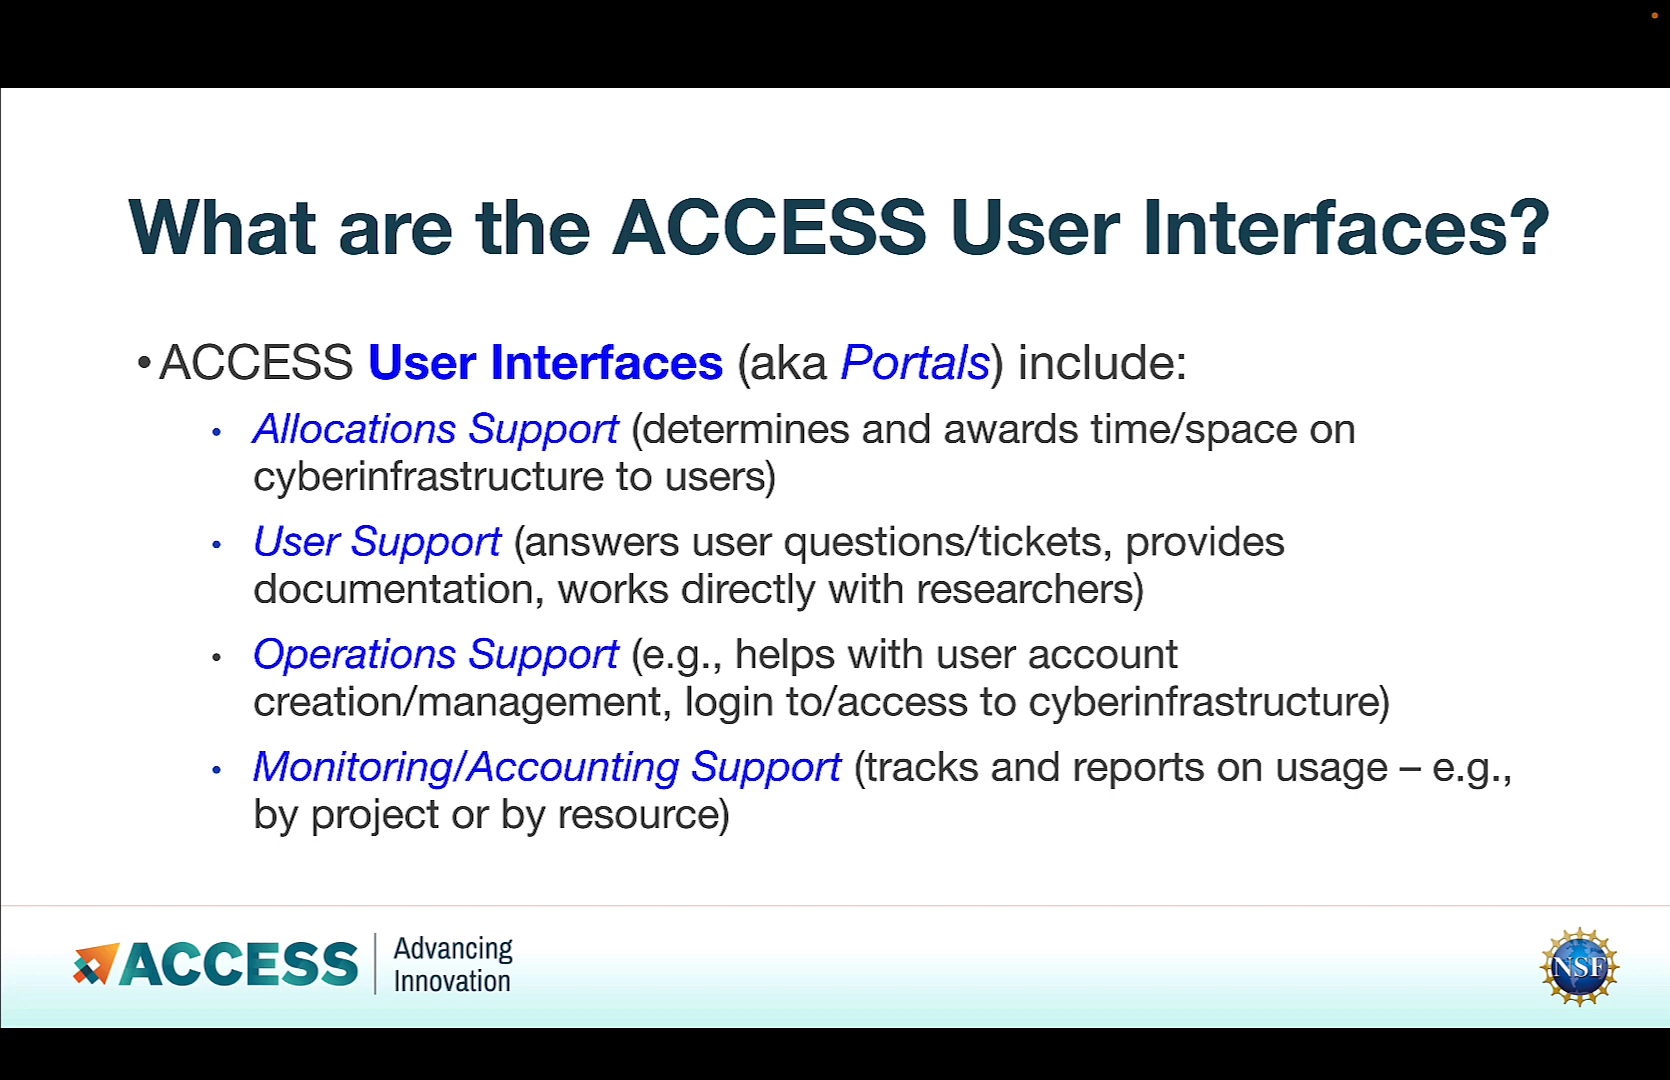 What are the ACCESS User Interfaces?
• ACCESS User Interfaces (aka Portals) include:
• Allocations Support (determines and awards time/space on
cyberinfrastructure to users)
• User Support (answers user questions/tickets, provides
documentation, works directly with researchers)
• Operations Support (e.g., helps with user account
creation/management, login to/access to cyberinfrastructure)
• Monitoring/Accounting Support (tracks and reports on usage – e.g.,
by project or by resource)
ACCESS
Advancing
Innovation
NSF